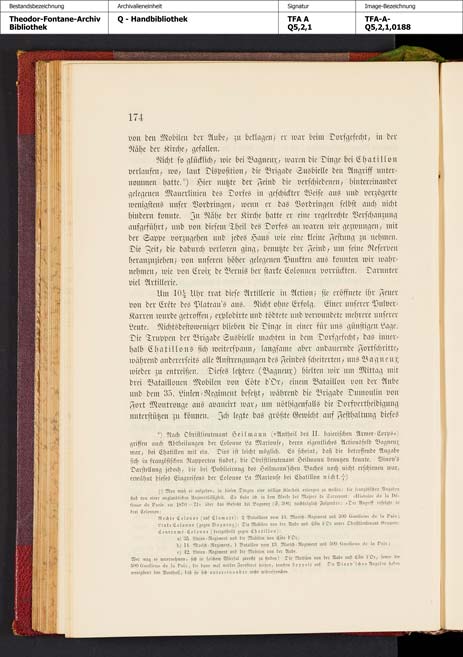 Bestandsbezeichnung
Archivalieneinheit
Signatur
Image-Bezeichnung
Theodor-Fontane-Archiv
Bibliothek
Q - Handbibliothek
TFA A
Q5,2,1
TFA-A-
Q5,2,1,0188
174
von den Mobilen der Aube, zu beklagen; er war beim Dorfgefecht, in der
Nähe der Kirche, gefallen.
Nicht so glücklich, wie bei Bagneux, waren die Dinge bei Chatillon
verlaufen, wo, laut Disposition, die Brigade Susbielle den Angriff unter-
nommen hatte.*) Hier nutzte der Feind die verschiedenen, hintereinander
gelegenen Mauerlinien des Dorfes in geschickter Weise aus und verzögerte
wenigstens unser Vordringen, wenn er das Vordringen selbst auch nicht
hindern konnte. In Nähe der Kirche hatte er eine regelrechte Verschanzung
aufgeführt, und von diesem Theil des Dorfes an waren wir gezwungen, mit
der Sappe vorzugehen und jedes Haus wie eine kleine Festung zu nehmen.
Die Zeit, die dadurch verloren ging, benutzte der Feind, um seine Reserven
heranzuziehen; von unseren höher gelegenen Punkten aus konnten wir wahr-
nehmen, wie von Croix de Bernis her starke Colonnen vorrückten. Darunter
viel Artillerie.
Um 10¼ Uhr trat diese Artillerie in Action; sie eröffnete ihr Feuer
von der Crête des Plateau's aus. Nicht ohne Erfolg. Einer unserer Pulver-
Karren wurde getroffen, explodirte und tödtete und verwundete mehrere unserer
Leute. Nichtsdestoweniger blieben die Dinge in einer für uns günstigen Lage.
Die Truppen der Brigade Susbielle machten in dem Dorfgefecht, das inner-
halb Chatillons sich weiterspann, langsame aber andauernde Fortschritte,
während andererseits alle Anstrengungen des Feindes scheiterten, uns Bagneux
wieder zu entreißen. Dieses letztere (Bagneux) hielten wir um Mittag mit
drei Bataillonen Mobilen von Côte d'Or, einem Bataillon von der Aube
und dem 35. Linien-Regiment besetzt, während die Brigade Dumoulin von
Fort Montrouge aus avancirt war, um nöthigenfalls die Dorfvertheidigung
unterstützen zu können. Ich legte das größte Gewicht auf Festhaltung dieses
*) Nach Obristlieutenant Heilmann (»Antheil des II. baierischen Armee-Corps«)
griffen auch Abtheilungen der Colonne La Mariouse, deren eigentliches Actionsfeld Bagneux
war, bei Chatillon mit ein. Dies ist leicht möglich. Es scheint, daß die betreffende Angabe
sich in französischen Rapporten findet, die Obristlieutenant Heilmann benutzen konnte. Vinoy's
Darstellung jedoch, die bei Publicirung des Heilmann'schen Buches noch nicht erschienen war,
erwähnt dieses Eingreifens der Colonne La Mariouse bei Chatillon nicht.†)